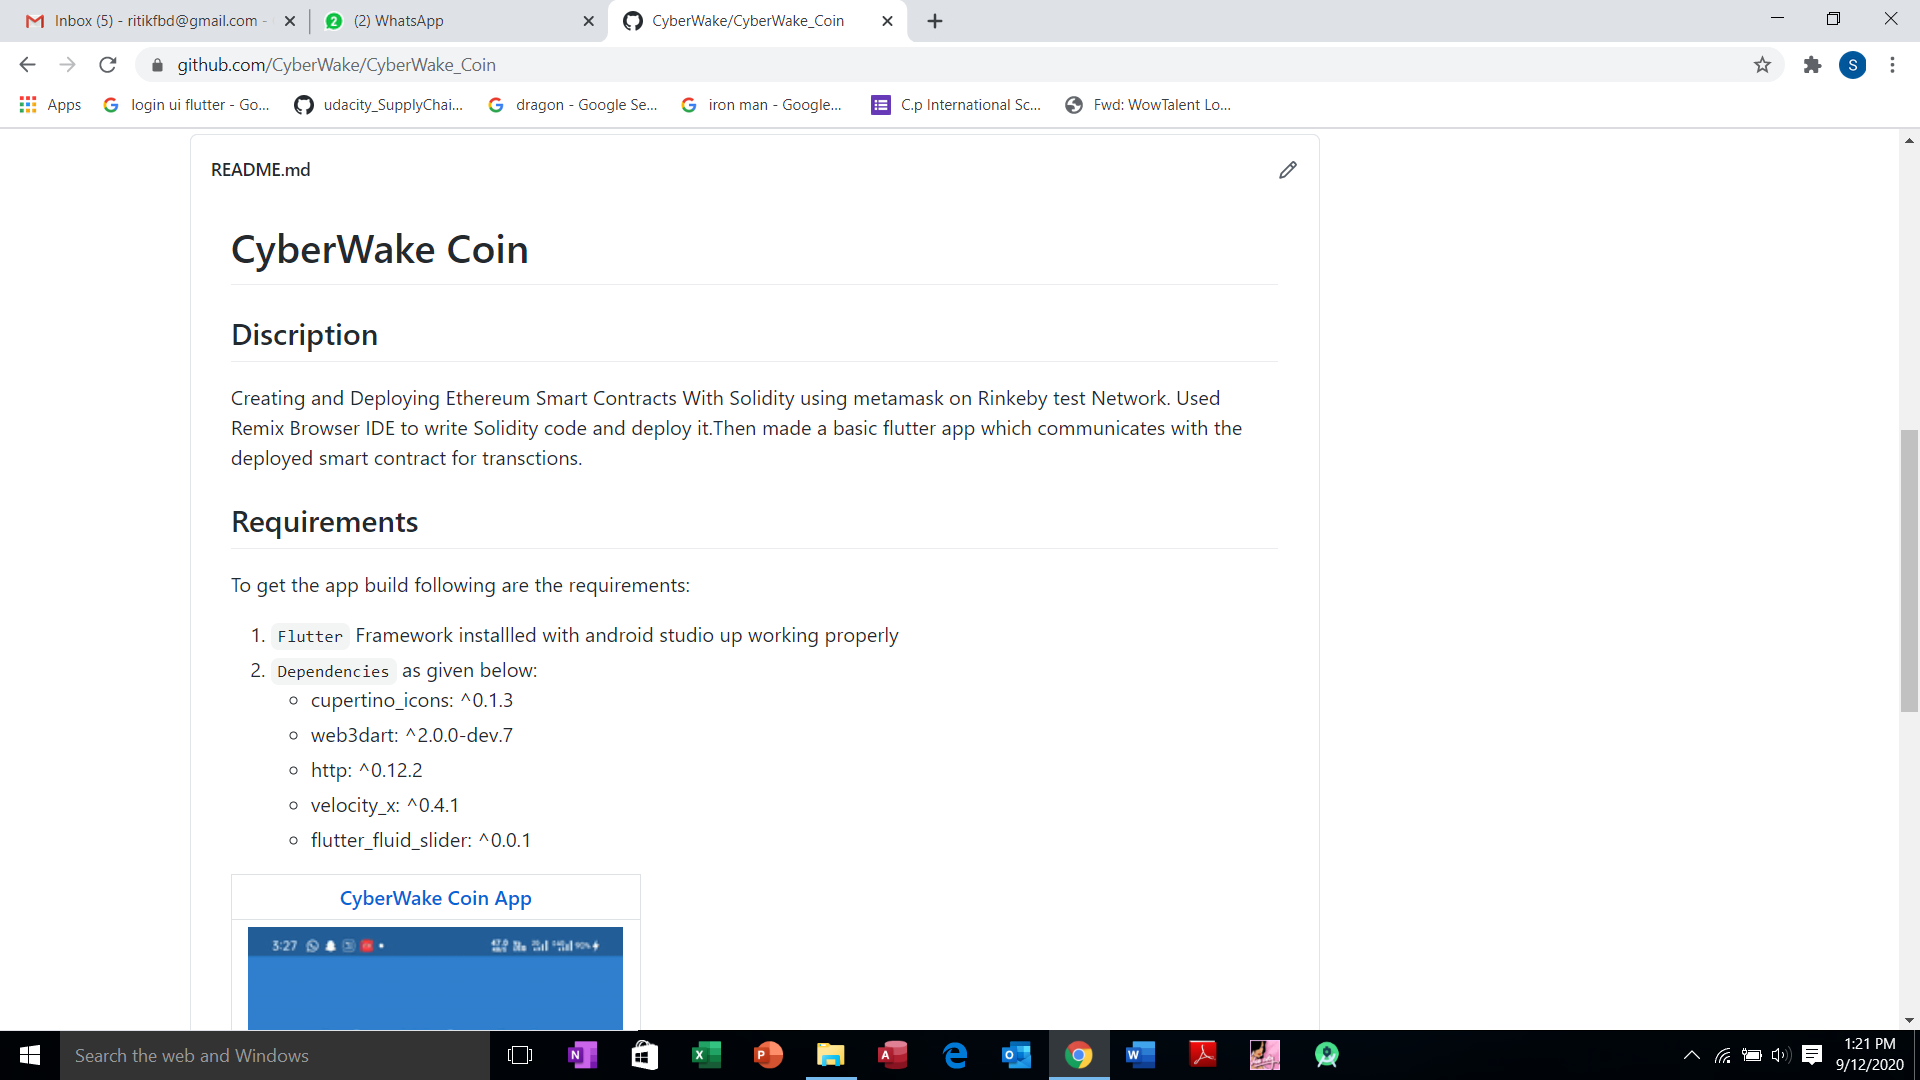 Inbox (5) - ritikfbd@gmail.com -
(2) WhatsApp
CyberWake/CyberWake_Coin
github.com/CyberWake/CyberWake_Coin
S
Apps
login ui flutter - Go...
udacity_SupplyChai...
dragon - Google Se...
iron man - Google...
C.p International Sc...
Fwd: WowTalent Lo...
README.md
CyberWake Coin
Discription
Creating and Deploying Ethereum Smart Contracts With Solidity using metamask on Rinkeby test Network. Used
Remix Browser IDE to write Solidity code and deploy it.Then made a basic flutter app which communicates with the
deployed smart contract for transctions.
Requirements
To get the app build following are the requirements:
1. Flutter Framework installled with android studio up working properly
2. Dependencies as given below:
cupertino_icons: ^0.1.3
web3dart: ^2.0.0-dev.7
http: ^0.12.2
velocity_x: ^0.4.1
flutter_fluid_slider: ^0.0.1
CyberWake Coin App
3:27
90%
Search the web and Windows
1:21 PM
9/12/2020